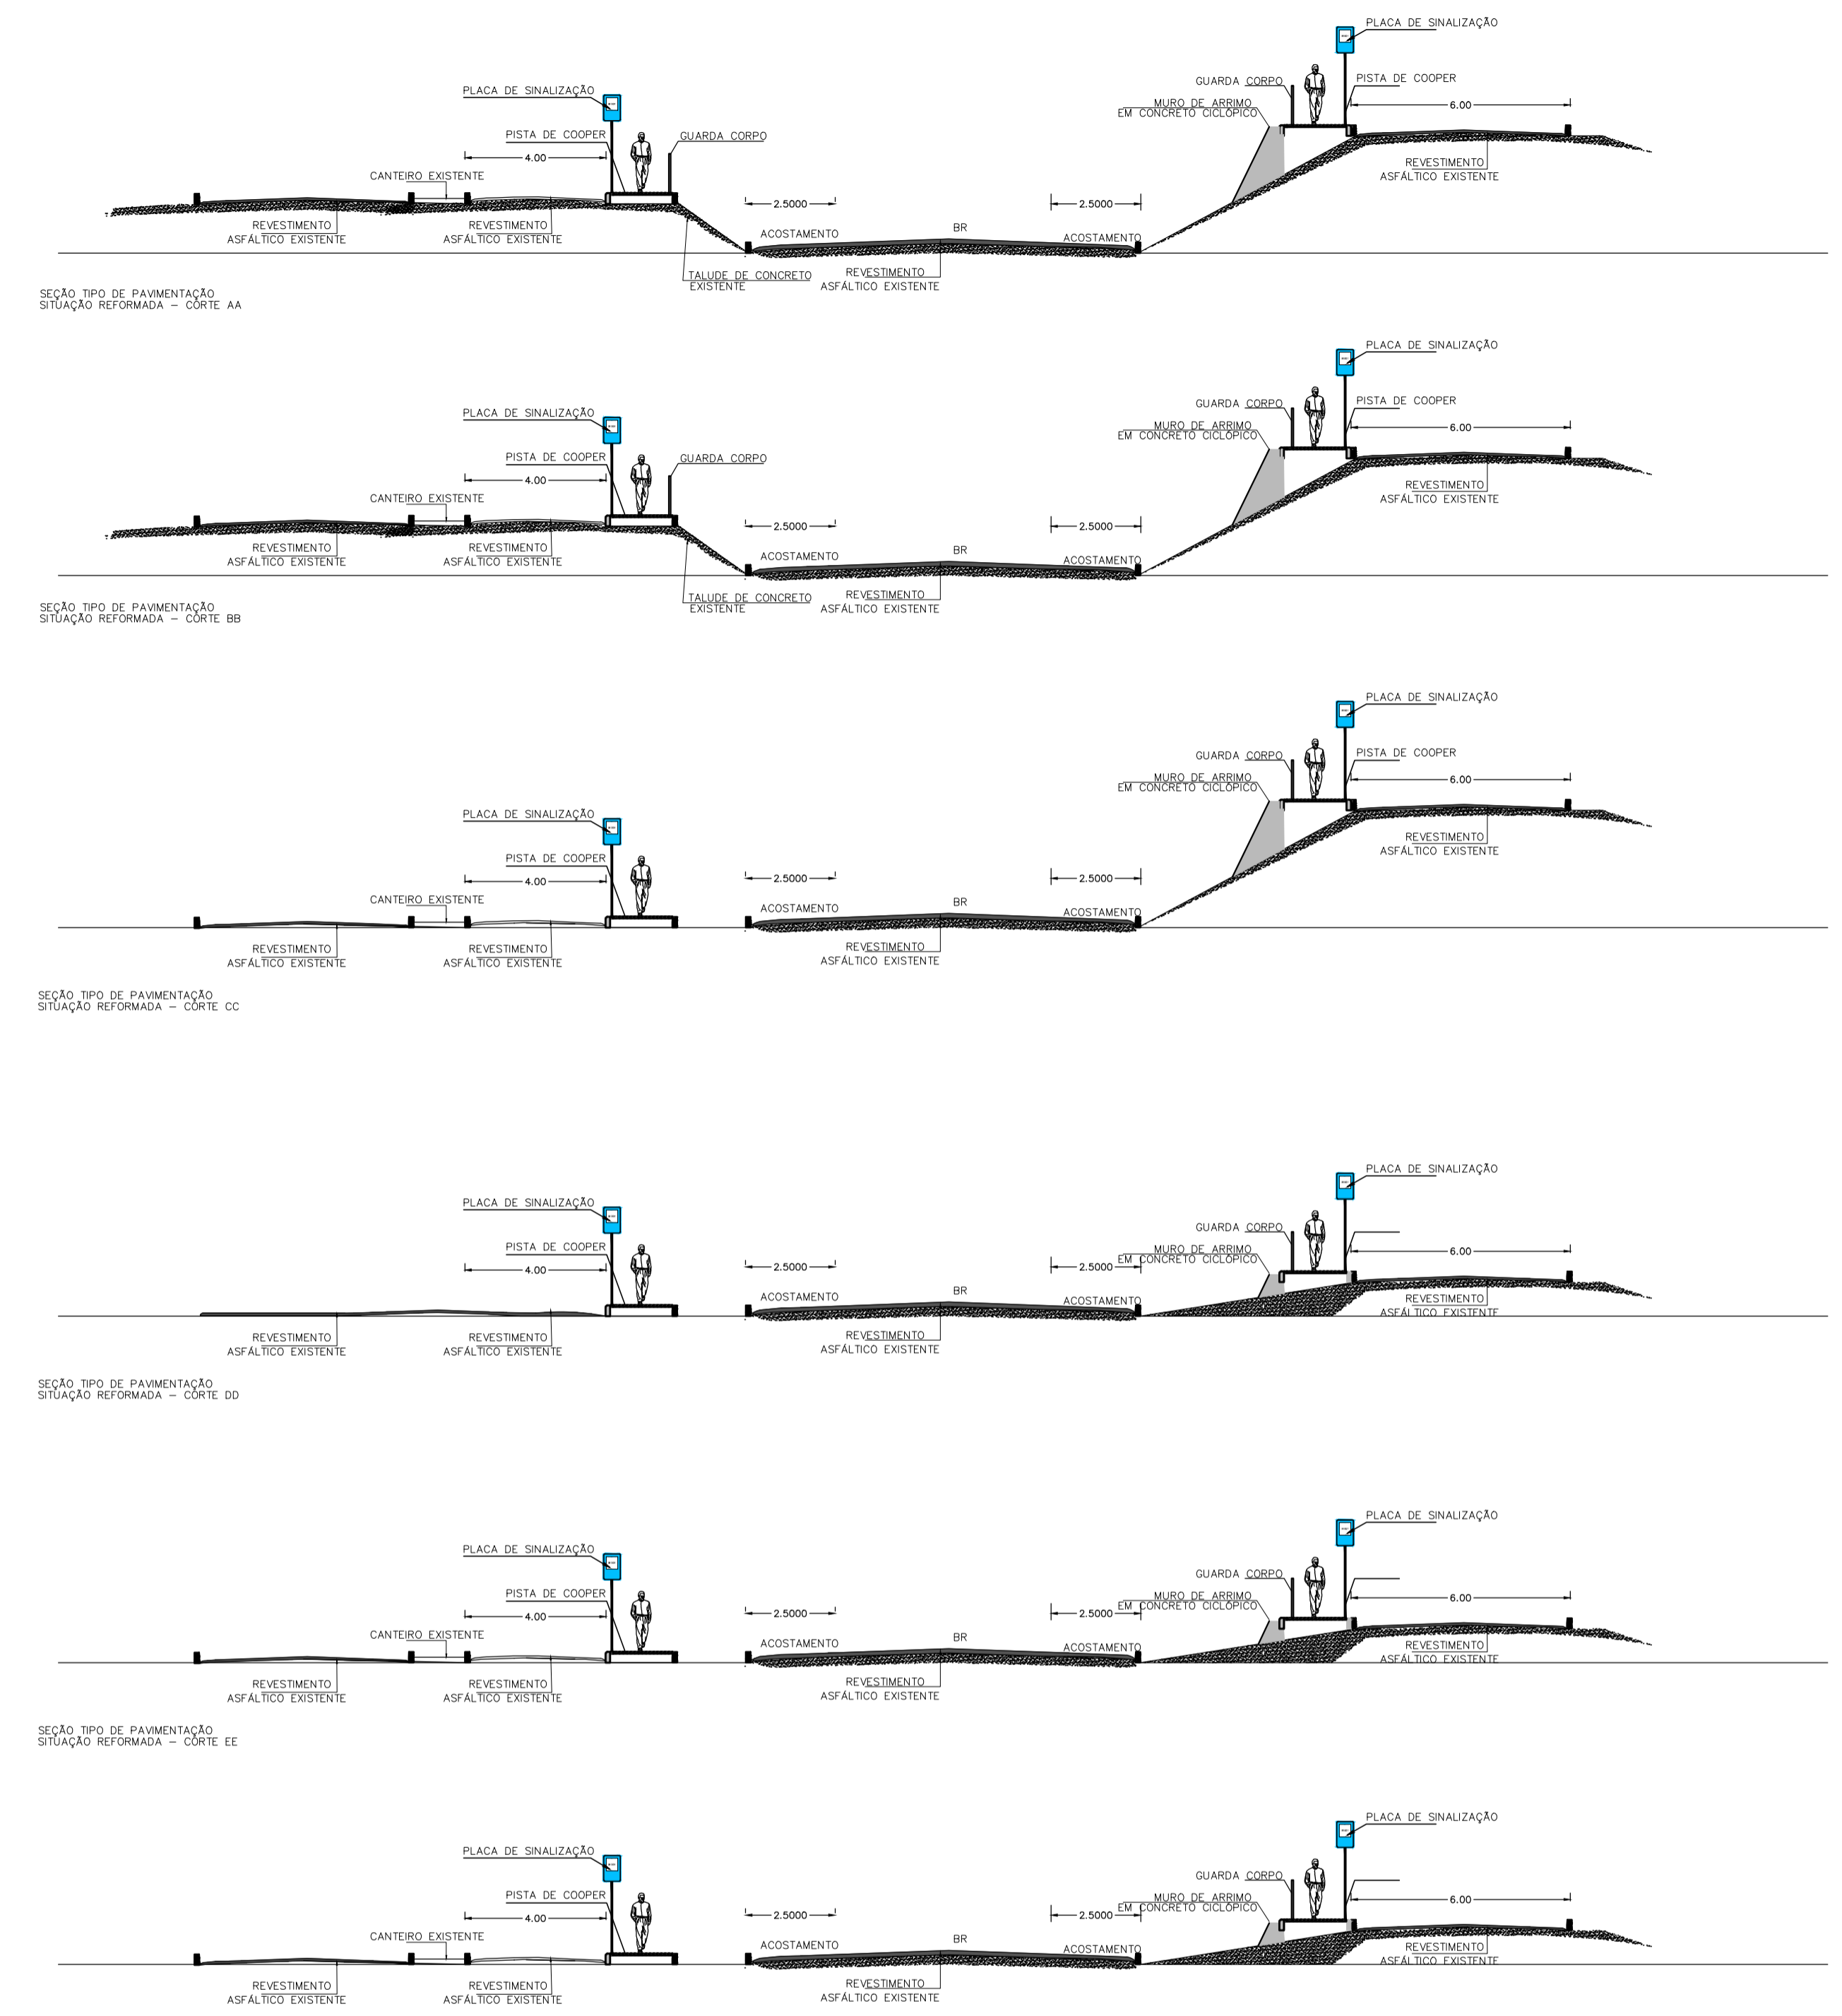 PLACA DE SINALIZAÇÃO
GUARDA CORPO
PISTA DE COOPER
PLACA DE SINALIZAÇÃO
MURO DE ARRIMO
EM CONCRETO CICLÓPICO
6.00
PISTA DE COOPER
GUARDA CORPO
4.00
REVESTIMENTO
ASFÁLTICO EXISTENTE
CANTEIRO EXISTENTE
2.5000
2.5000
REVESTIMENTO
ASFÁLTICO EXISTENTE
REVESTIMENTO
ASFÁLTICO EXISTENTE
ACOSTAMENTO
BR
ACOSTAMENTO
TALUDE DE CONCRETO
EXISTENTE
REVESTIMENTO
ASFÁLTICO EXISTENTE
SEÇÃO TIPO DE PAVIMENTAÇÃO
SITUAÇÃO REFORMADA – CORTE AA
PLACA DE SINALIZAÇÃO
GUARDA CORPO
PISTA DE COOPER
PLACA DE SINALIZAÇÃO
MURO DE ARRIMO
EM CONCRETO CICLÓPICO
6.00
PISTA DE COOPER
GUARDA CORPO
4.00
REVESTIMENTO
ASFÁLTICO EXISTENTE
CANTEIRO EXISTENTE
2.5000
2.5000
REVESTIMENTO
ASFÁLTICO EXISTENTE
REVESTIMENTO
ASFÁLTICO EXISTENTE
ACOSTAMENTO
BR
ACOSTAMENTO
TALUDE DE CONCRETO
EXISTENTE
REVESTIMENTO
ASFÁLTICO EXISTENTE
SEÇÃO TIPO DE PAVIMENTAÇÃO
SITUAÇÃO REFORMADA – CORTE BB
PLACA DE SINALIZAÇÃO
GUARDA CORPO
PISTA DE COOPER
MURO DE ARRIMO
EM CONCRETO CICLÓPICO
6.00
PLACA DE SINALIZAÇÃO
REVESTIMENTO
ASFÁLTICO EXISTENTE
PISTA DE COOPER
4.00
2.5000
2.5000
CANTEIRO EXISTENTE
ACOSTAMENTO
BR
ACOSTAMENTO
REVESTIMENTO
ASFÁLTICO EXISTENTE
REVESTIMENTO
ASFÁLTICO EXISTENTE
REVESTIMENTO
ASFÁLTICO EXISTENTE
SEÇÃO TIPO DE PAVIMENTAÇÃO
SITUAÇÃO REFORMADA – CORTE CC
PLACA DE SINALIZAÇÃO
PLACA DE SINALIZAÇÃO
GUARDA CORPO
PISTA DE COOPER
MURO DE ARRIMO
EM CONCRETO CICLÓPICO
6.00
4.00
2.5000
2.5000
ACOSTAMENTO
BR
ACOSTAMENTO
REVESTIMENTO
ASFÁLTICO EXISTENTE
REVESTIMENTO
ASFÁLTICO EXISTENTE
REVESTIMENTO
ASFÁLTICO EXISTENTE
REVESTIMENTO
ASFÁLTICO EXISTENTE
SEÇÃO TIPO DE PAVIMENTAÇÃO
SITUAÇÃO REFORMADA – CORTE DD
PLACA DE SINALIZAÇÃO
PLACA DE SINALIZAÇÃO
GUARDA CORPO
PISTA DE COOPER
MURO DE ARRIMO
EM CONCRETO CICLÓPICO
6.00
4.00
2.5000
2.5000
CANTEIRO EXISTENTE
ACOSTAMENTO
BR
ACOSTAMENTO
REVESTIMENTO
ASFÁLTICO EXISTENTE
REVESTIMENTO
ASFÁLTICO EXISTENTE
REVESTIMENTO
ASFÁLTICO EXISTENTE
REVESTIMENTO
ASFÁLTICO EXISTENTE
SEÇÃO TIPO DE PAVIMENTAÇÃO
SITUAÇÃO REFORMADA – CORTE EE
PLACA DE SINALIZAÇÃO
PLACA DE SINALIZAÇÃO
GUARDA CORPO
PISTA DE COOPER
MURO DE ARRIMO
EM CONCRETO CICLÓPICO
6.00
4.00
2.5000
2.5000
CANTEIRO EXISTENTE
ACOSTAMENTO
BR
ACOSTAMENTO
REVESTIMENTO
ASFÁLTICO EXISTENTE
REVESTIMENTO
ASFÁLTICO EXISTENTE
REVESTIMENTO
ASFÁLTICO EXISTENTE
REVESTIMENTO
ASFÁLTICO EXISTENTE